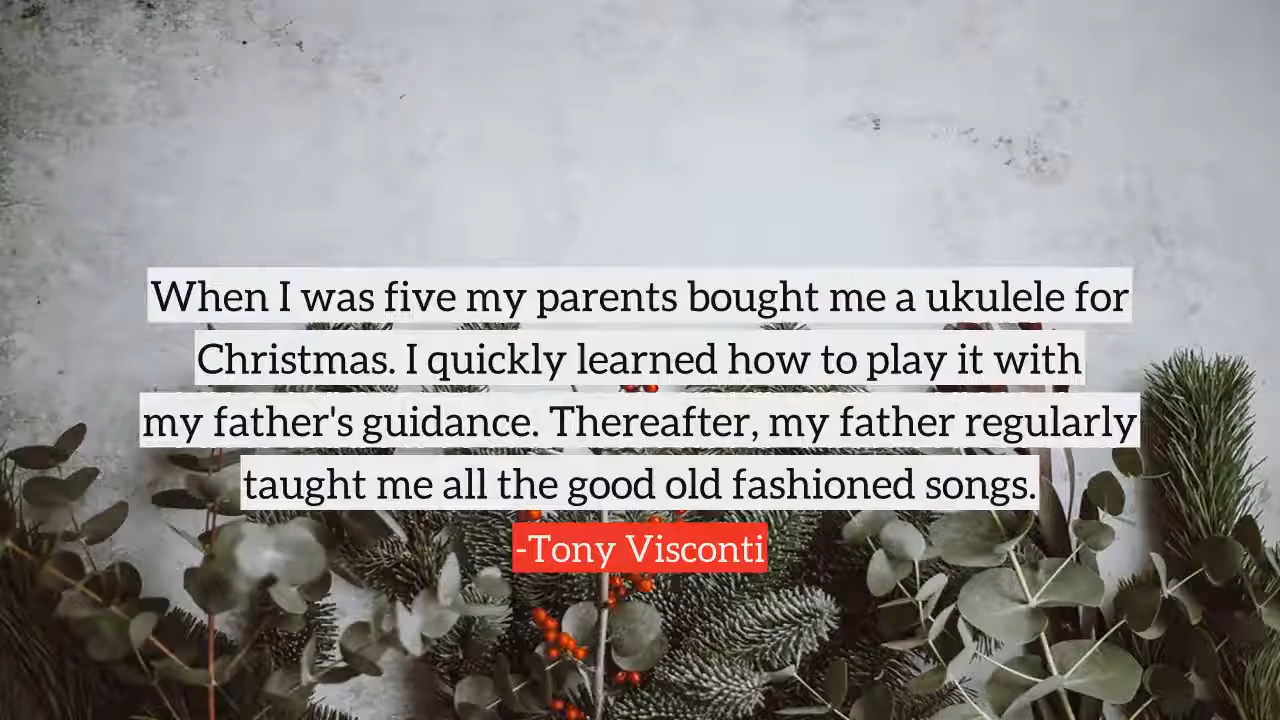 When I was five my parents bought me a ukulele for
Christmas. I quickly learned how to play it with
my father's guidance. Thereafter, my father regularly
taught me all the good old fashioned songs.
-Tony Visconti